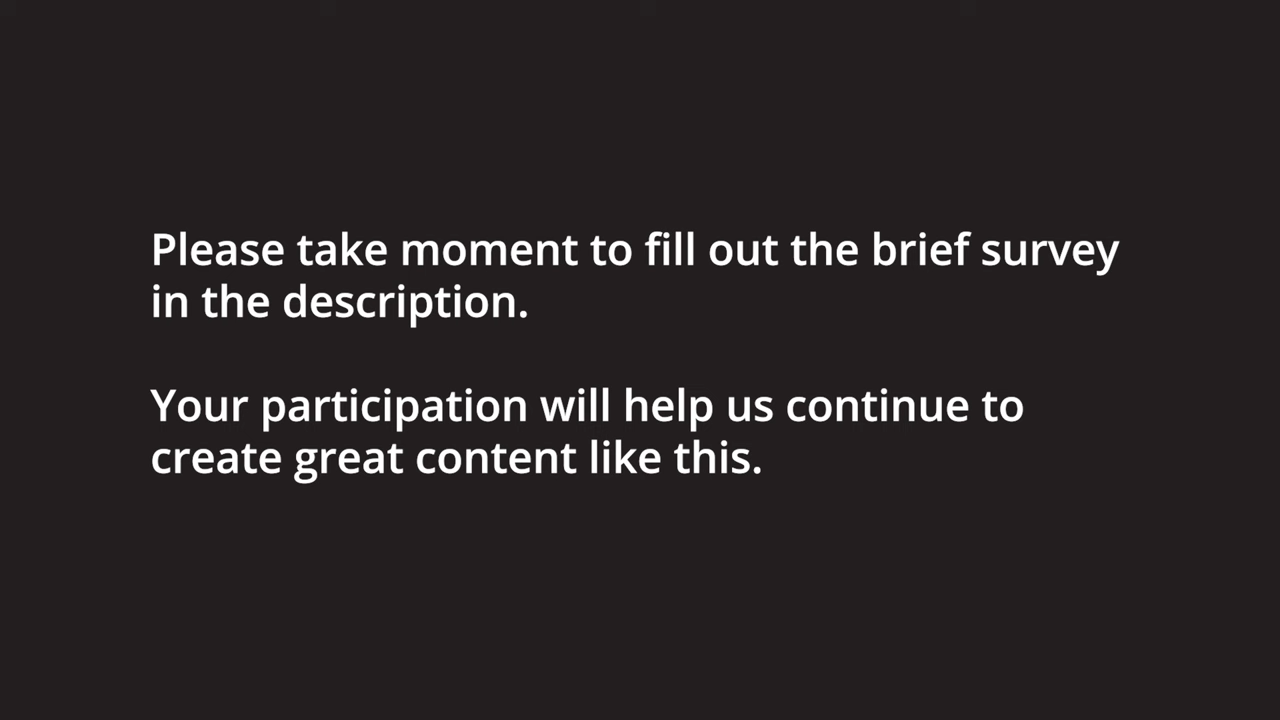 Please take moment to fill out the brief survey
in the description.
Your participation will help us continue to
create great content like this.